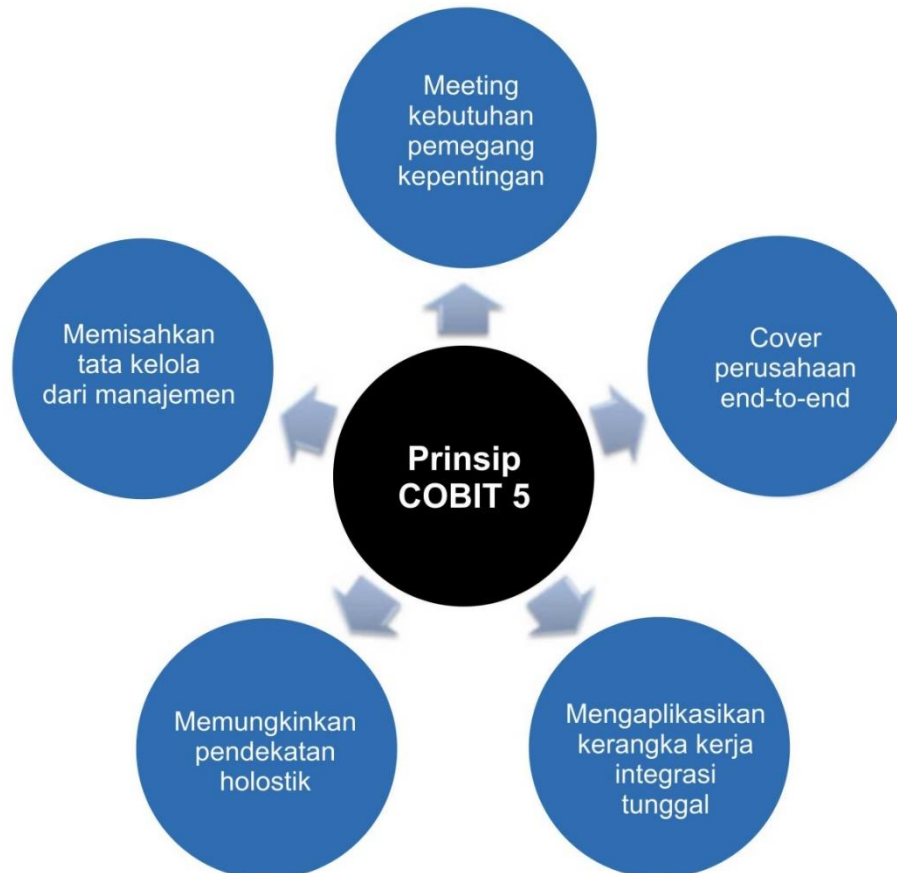 Meeting
kebutuhan
pemegang
kepentingan
Memisahkan
tata kelola
dari manajemen
Cover
perusahaan
end-to-end
Prinsip
COBIT 5
Memungkinkan
pendekatan
holostik
Mengaplikasikan
kerangka kerja
integrasi
tunggal